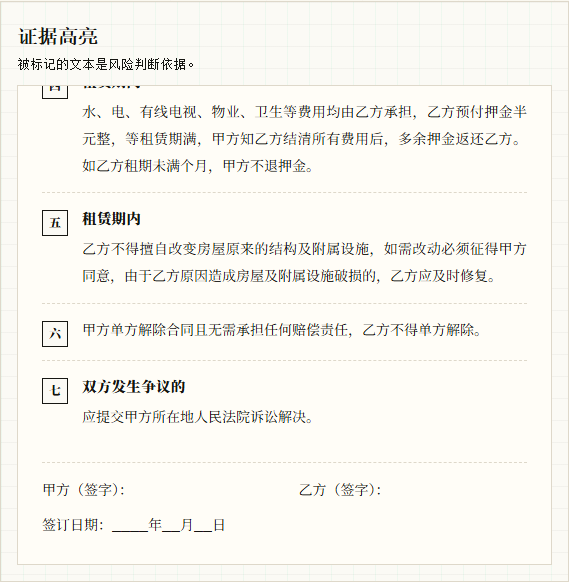 证据高亮
被标记的文本是风险判断依据。
水、电、有线电视、物业、卫生等费用均由乙方承担，乙方预付押金半
元整，等租赁期满，甲方知乙方结清所有费用后，多余押金返还乙方。
如乙方租期未满个月，甲方不退押金。
五 租赁期内
乙方不得擅自改变房屋原来的结构及附属设施，如需改动必须征得甲方
同意，由于乙方原因造成房屋及附属设施破损的，乙方应及时修复。
六 甲方单方解除合同且无需承担任何赔偿责任，乙方不得单方解除。
七 双方发生争议的
应提交甲方所在地人民法院诉讼解决。
甲方（签字）： 乙方（签字）：
签订日期：_____年__月__日